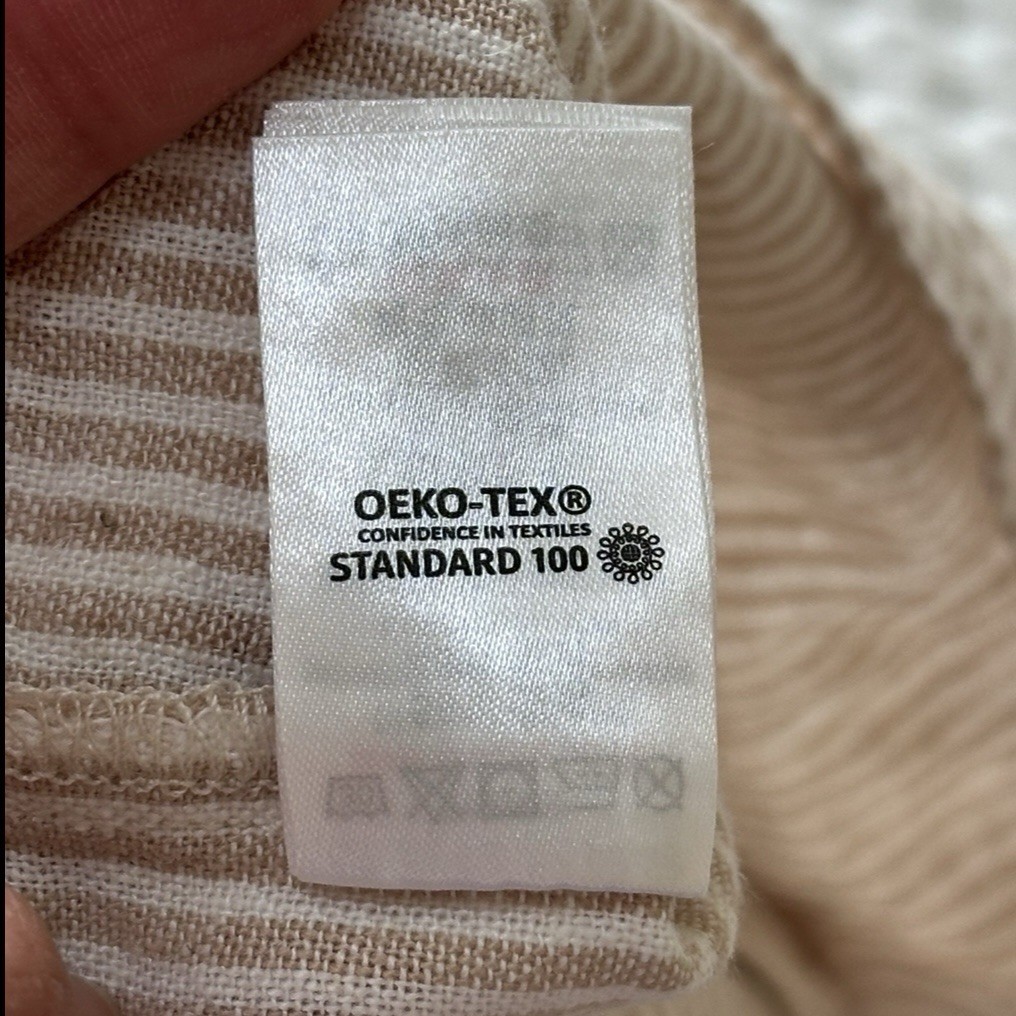 OEKO-TEX®
CONFIDENCE IN TEXTILES
STANDARD 100